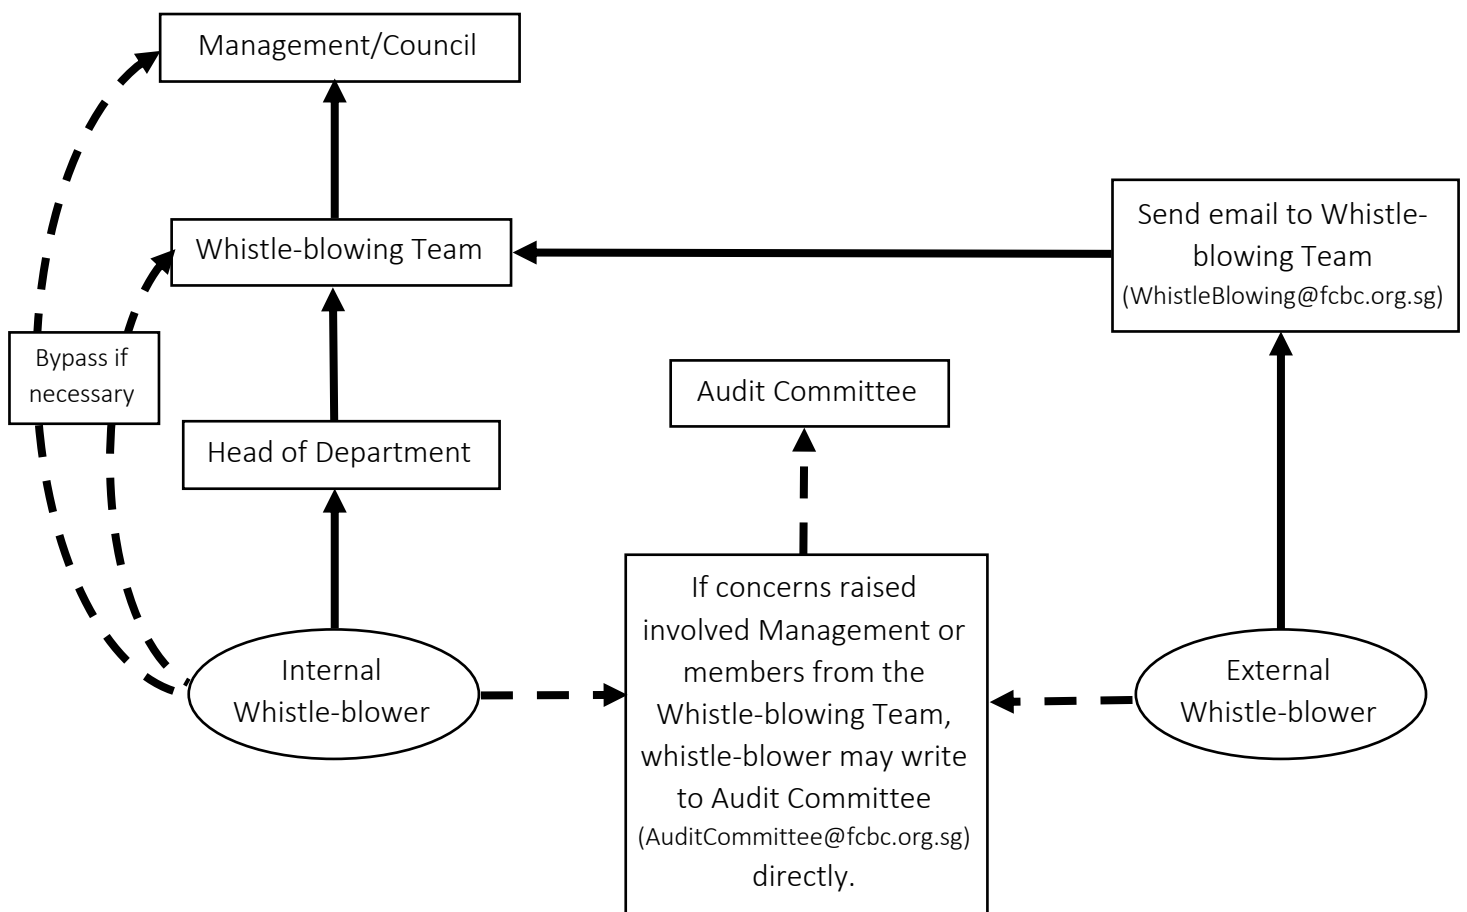 Management/Council
Whistle-blowing Team
Send email to Whistle-
blowing Team
(WhistleBlowing@fcbc.org.sg)
Bypass if
necessary
Audit Committee
Head of Department
If concerns raised
involved Management or
members from the
Whistle-blowing Team,
whistle-blower may write
to Audit Committee
(AuditCommittee@fcbc.org.sg)
directly.
Internal
Whistle-blower
External
Whistle-blower